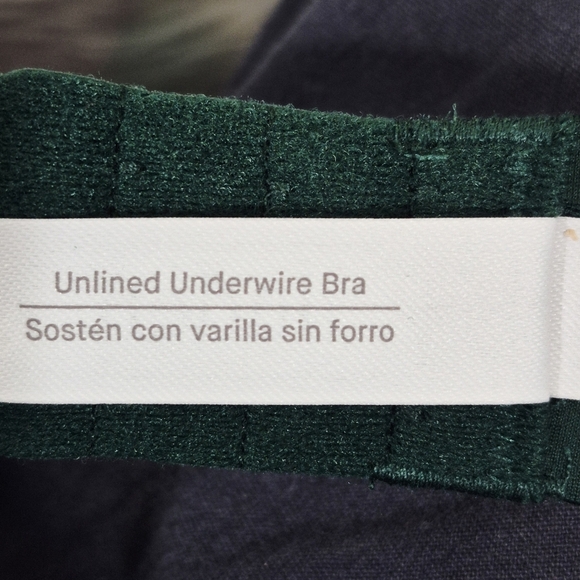 Unlined Underwire Bra
Sostén con varilla sin forro